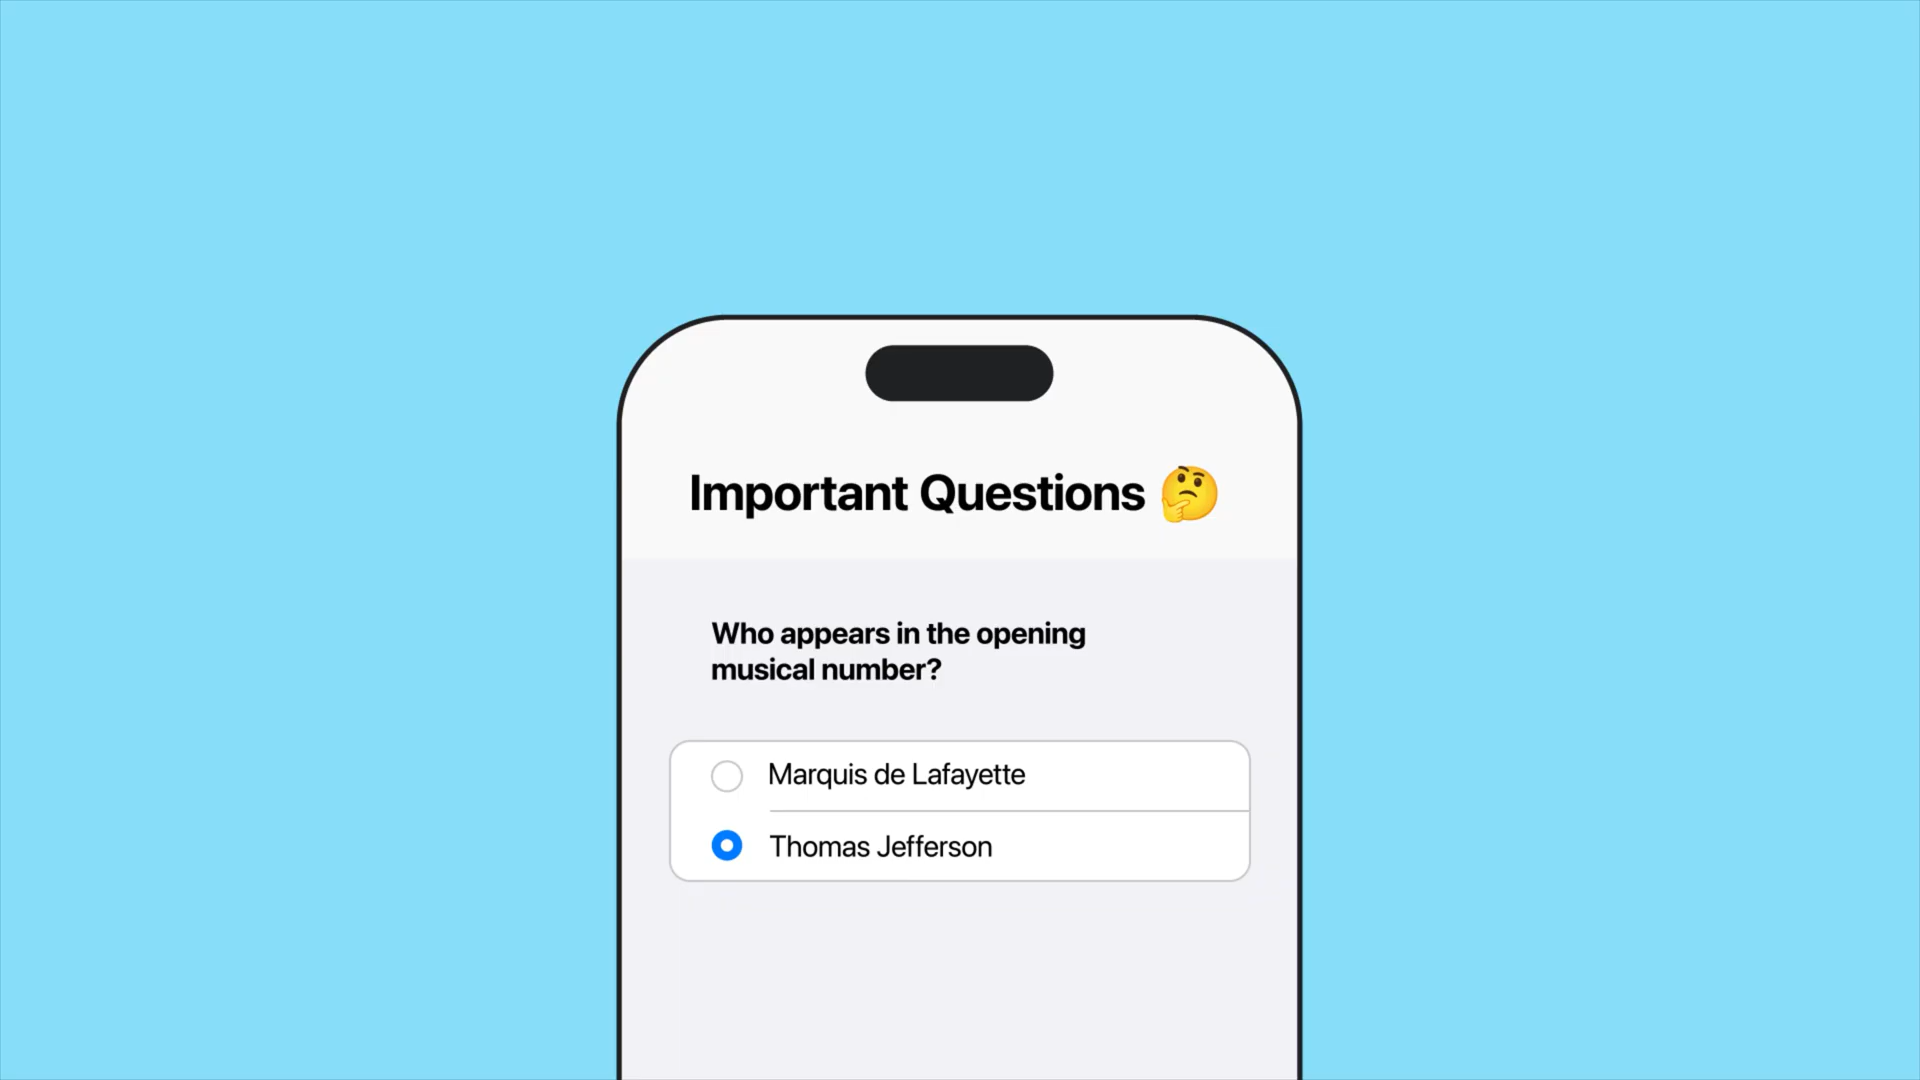 Important Questions 🤔
Who appears in the opening
musical number?
Marquis de Lafayette
Thomas Jefferson